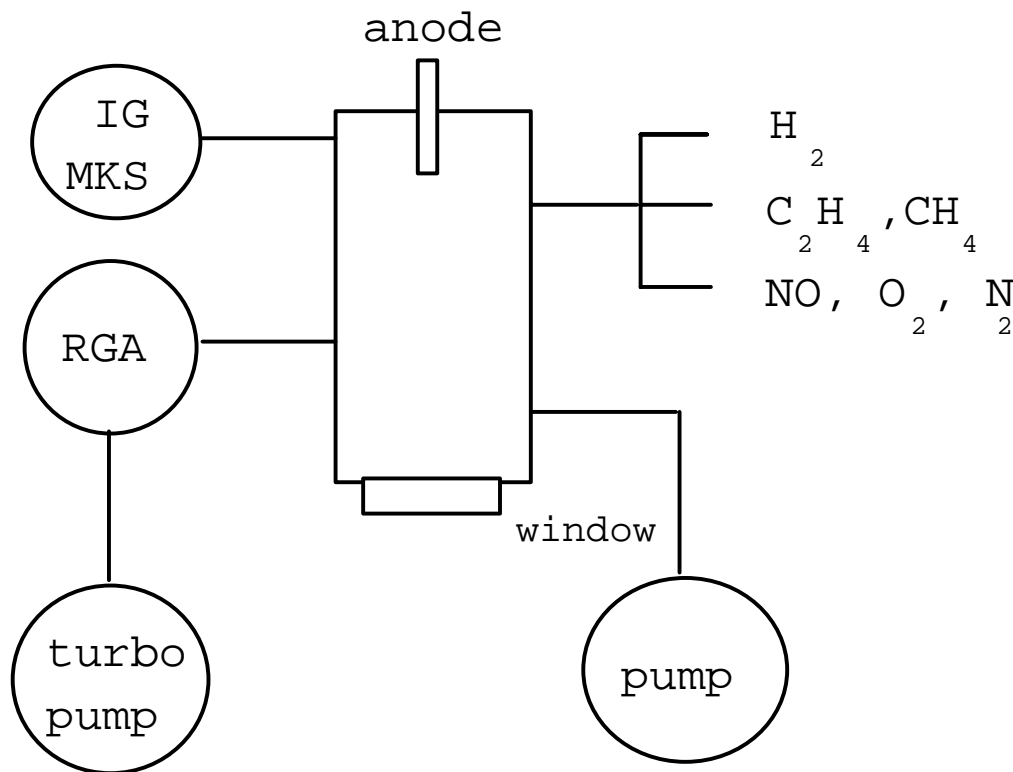 anode
IG
MKS
H₂
C₂H₄,CH₄
NO, O₂, N₂
RGA
window
turbo
pump
pump